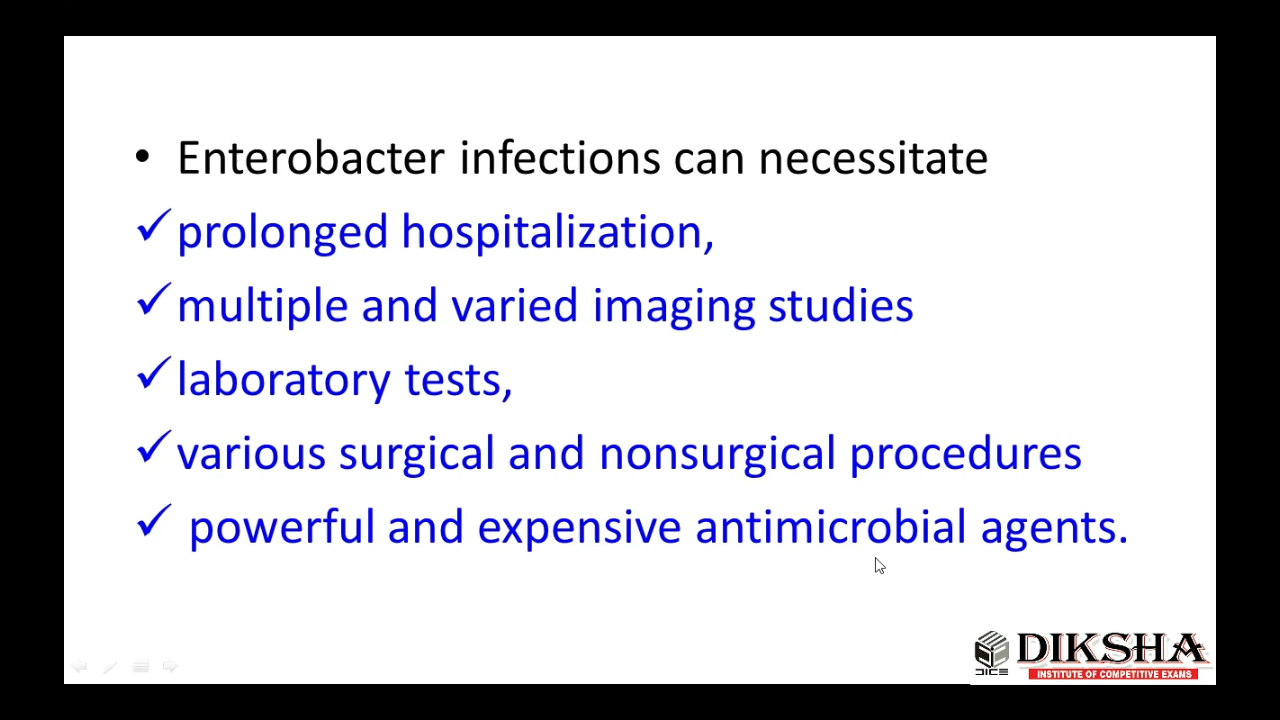 • Enterobacter infections can necessitate
✓ prolonged hospitalization,
✓ multiple and varied imaging studies
✓ laboratory tests,
✓ various surgical and nonsurgical procedures
✓ powerful and expensive antimicrobial agents.
DIKSHA
DICE INSTITUTE OF COMPETITIVE EXAMS